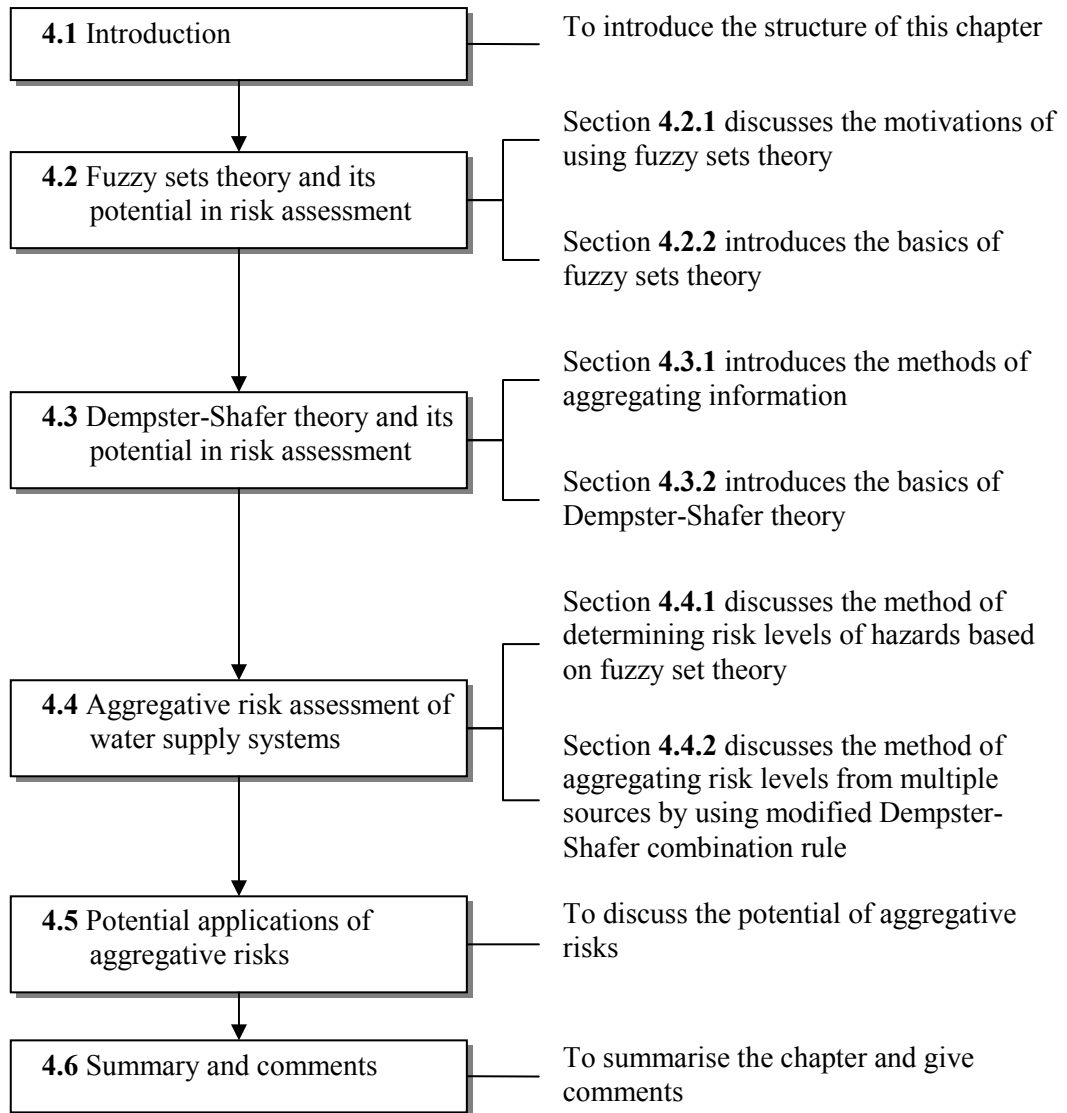 4.1 Introduction
To introduce the structure of this chapter
4.2 Fuzzy sets theory and its
potential in risk assessment
Section 4.2.1 discusses the motivations of
using fuzzy sets theory
Section 4.2.2 introduces the basics of
fuzzy sets theory
4.3 Dempster-Shafer theory and its
potential in risk assessment
Section 4.3.1 introduces the methods of
aggregating information
Section 4.3.2 introduces the basics of
Dempster-Shafer theory
4.4 Aggregative risk assessment of
water supply systems
Section 4.4.1 discusses the method of
determining risk levels of hazards based
on fuzzy set theory
Section 4.4.2 discusses the method of
aggregating risk levels from multiple
sources by using modified Dempster-
Shafer combination rule
4.5 Potential applications of
aggregative risks
To discuss the potential of aggregative
risks
4.6 Summary and comments
To summarise the chapter and give
comments